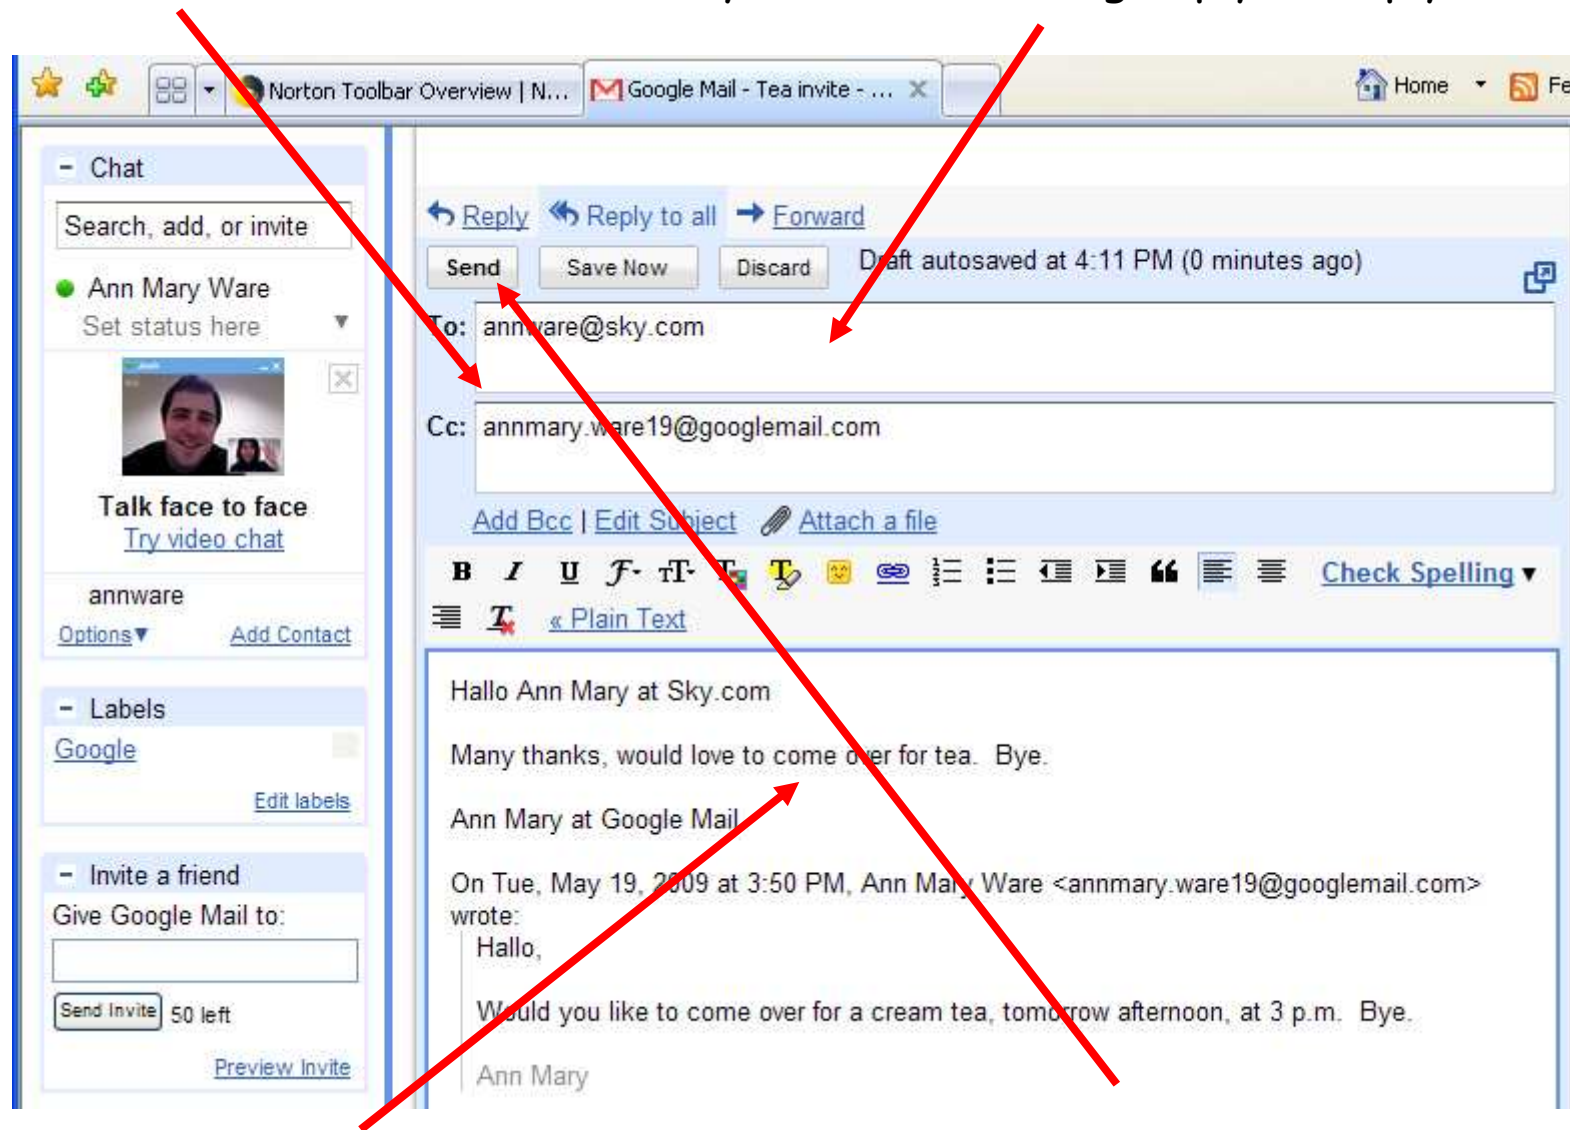 Norton Toolbar Overview | N...
Google Mail - Tea invite - ...
Home
Fe
Chat
Search, add, or invite
Ann Mary Ware
Set status here
Talk face to face
Try video chat
annware
Options Add Contact
Labels
Google
Edit labels
Invite a friend
Give Google Mail to:
Send Invite 50 left
Preview Invite
Reply Reply to all Forward
Send Save Now Discard Draft autosaved at 4:11 PM (0 minutes ago)
To: annware@sky.com
Cc: annmary.ware19@googlemail.com
Add Bcc | Edit Subject Attach a file
B I U Check Spelling
« Plain Text
Hallo Ann Mary at Sky.com
Many thanks, would love to come over for tea. Bye.
Ann Mary at Google Mail
On Tue, May 19, 2009 at 3:50 PM, Ann Mary Ware <annmary.ware19@googlemail.com>
wrote:
Hallo,
Would you like to come over for a cream tea, tomorrow afternoon, at 3 p.m. Bye.
Ann Mary